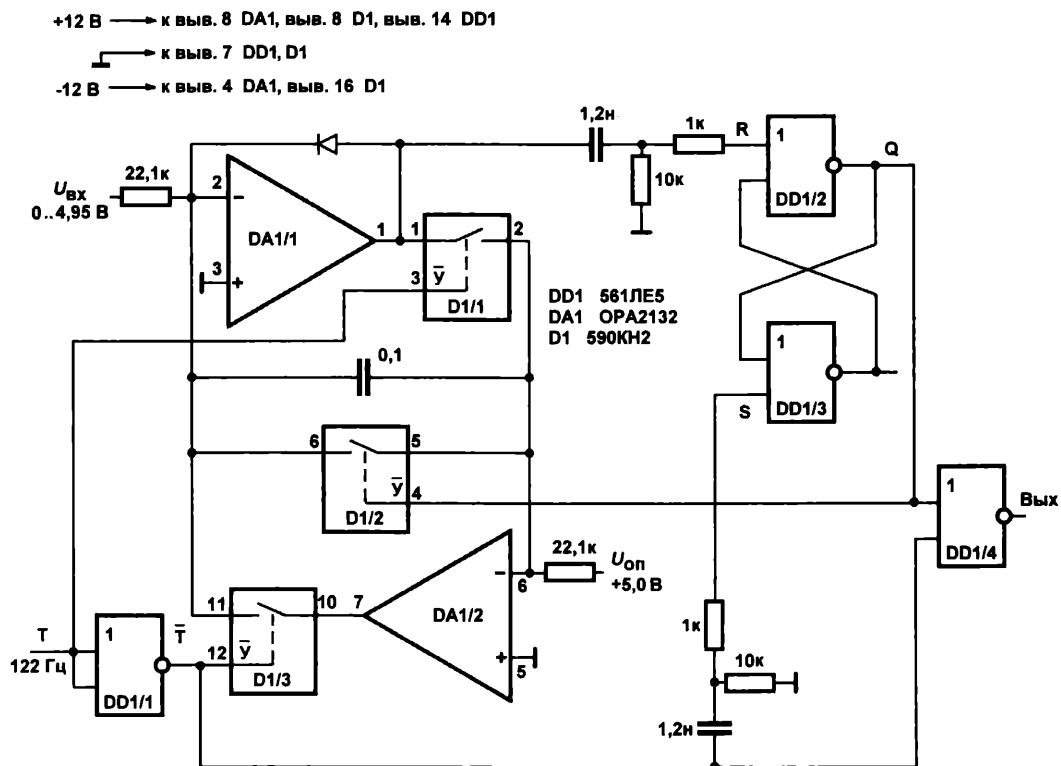 +12 В к выв. 8 DA1, выв. 8 D1, выв. 14 DD1
к выв. 7 DD1, D1
-12 В к выв. 4 DA1, выв. 16 D1
1,2н
1к
R
1
Q
10к
DD1/2
Uвх
0..4,95 В
22,1к
2
−
DA1/1
3
+
1
1
2
3
У̅
D1/1
DD1 561ЛЕ5
DA1 OPA2132
D1 590КН2
0,1
1
S
DD1/3
6
5
У̅
4
D1/2
1
Вых
DD1/4
22,1к
Uоп
+5,0 В
−
6
DA1/2
+
5
7
11
10
12
У̅
D1/3
T
122 Гц
1
T̅
DD1/1
1к
10к
1,2н